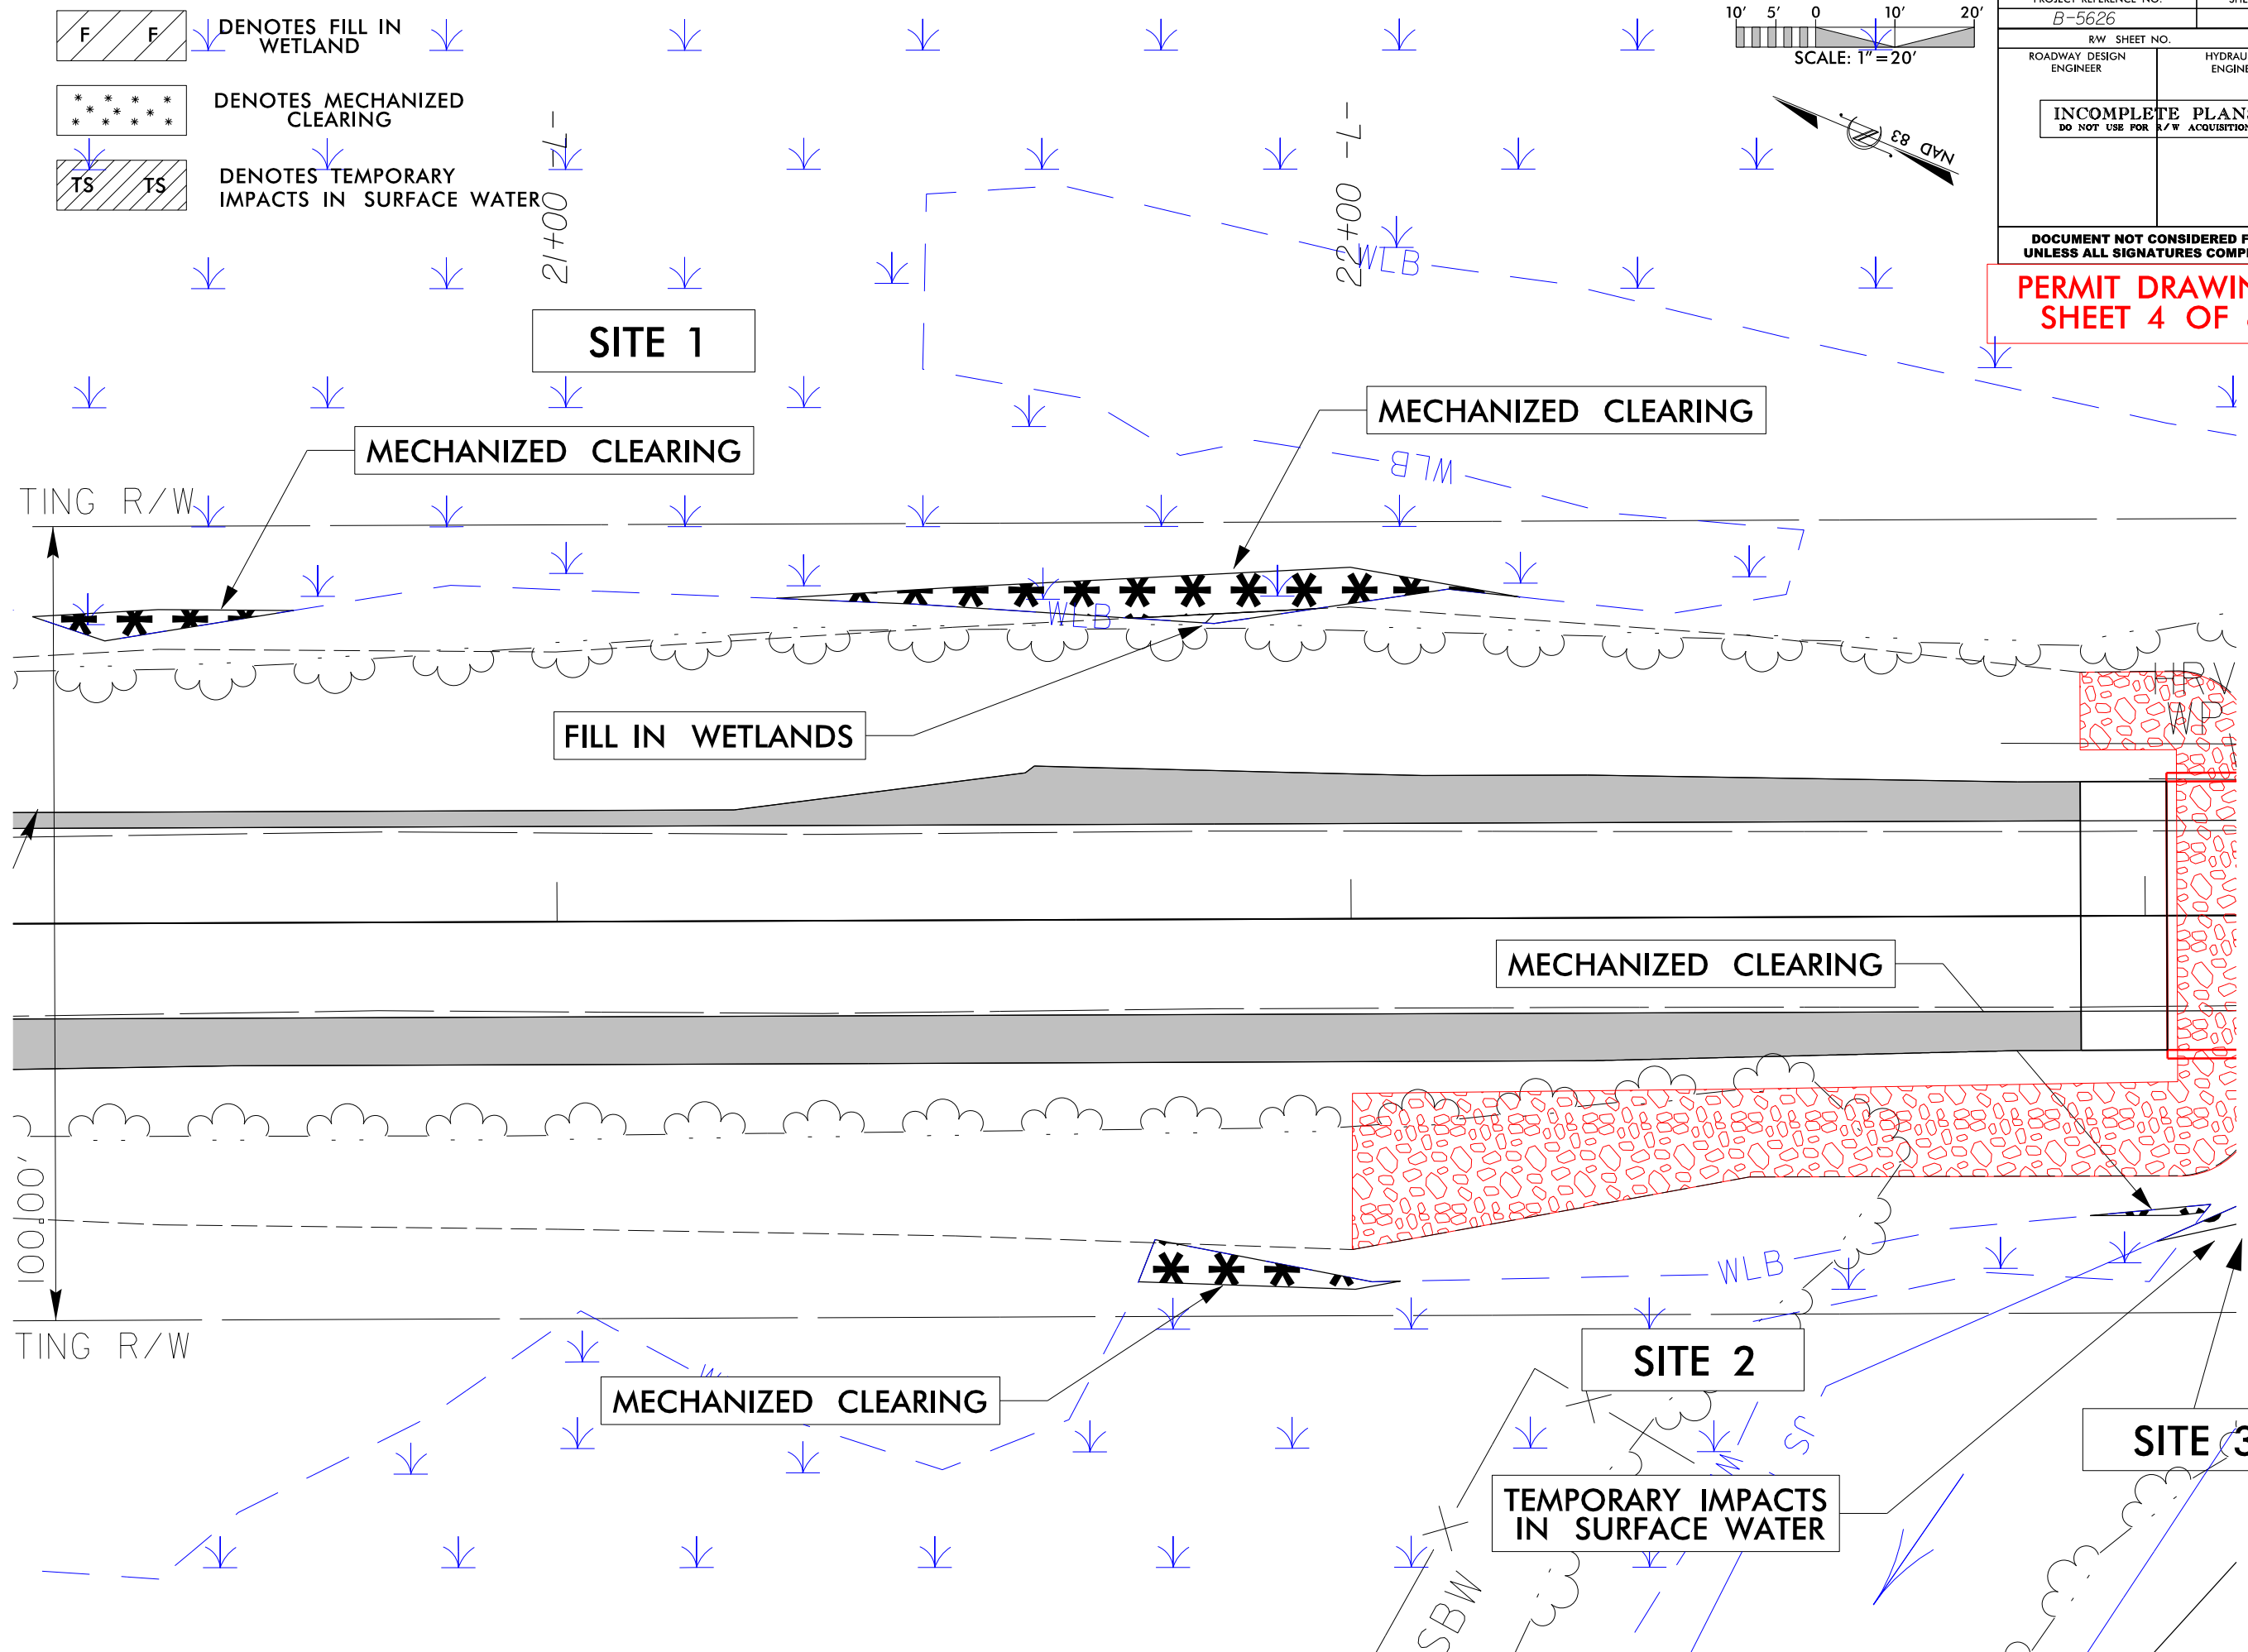 F F
DENOTES FILL IN
WETLAND
DENOTES MECHANIZED
CLEARING
TS TS
DENOTES TEMPORARY
IMPACTS IN SURFACE WATER
21+00 -L-
22+00 -L-
10' 5' 0 10' 20'
SCALE: 1"=20'
NAD 83
PROJECT REFERENCE NO.
B-5626
R/W SHEET NO.
ROADWAY DESIGN
ENGINEER
INCOMPLETE PLANS
DO NOT USE FOR R/W ACQUISITION
DOCUMENT NOT CONSIDERED
UNLESS ALL SIGNATURES
PERMIT
SHEET 4 OF
SITE 1
WLB
MECHANIZED CLEARING
MECHANIZED CLEARING
WLB
TING R/W
WLB
FILL IN WETLANDS
MECHANIZED CLEARING
100.00'
WLB
TING R/W
SITE 2
MECHANIZED CLEARING
SITE 3
TEMPORARY IMPACTS
IN SURFACE WATER
SBW